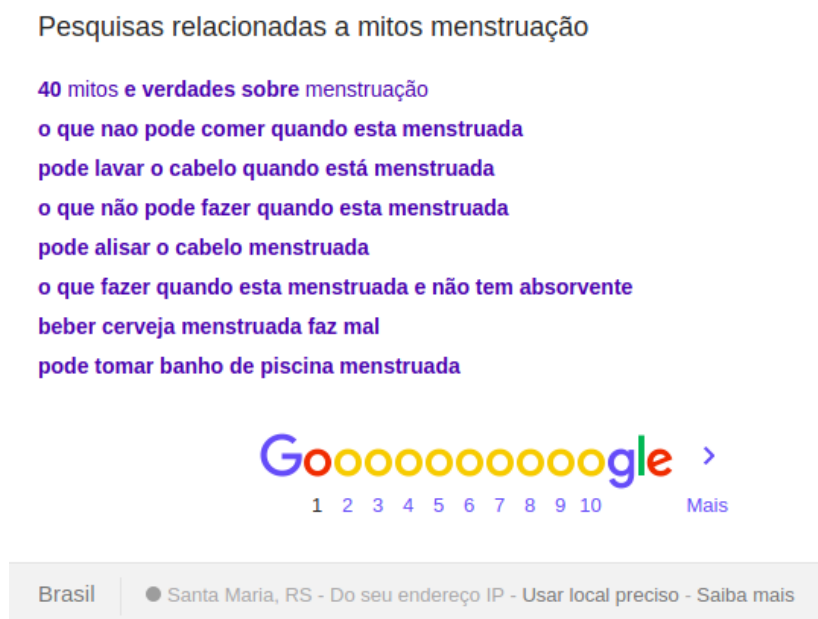 Pesquisas relacionadas a mitos menstruação
40 mitos e verdades sobre menstruação
o que nao pode comer quando esta menstruada
pode lavar o cabelo quando está menstruada
o que não pode fazer quando esta menstruada
pode alisar o cabelo menstruada
o que fazer quando esta menstruada e não tem absorvente
beber cerveja menstruada faz mal
pode tomar banho de piscina menstruada
Goooooooooogle >
1 2 3 4 5 6 7 8 9 10 Mais
Brasil Santa Maria, RS - Do seu endereço IP - Usar local preciso - Saiba mais